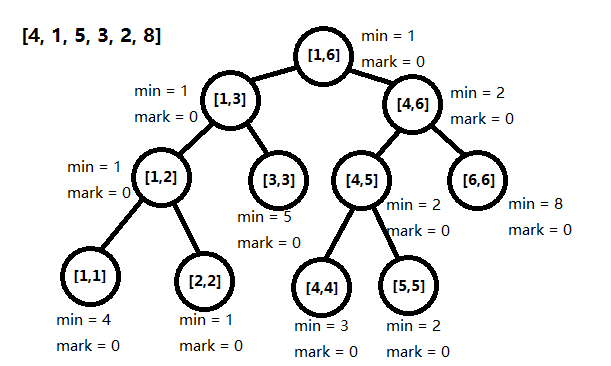 [4, 1, 5, 3, 2, 8]
[1,6]
min = 1
mark = 0
[1,3]
min = 1
mark = 0
[4,6]
min = 2
mark = 0
[1,2]
min = 1
mark = 0
[3,3]
min = 5
mark = 0
[4,5]
min = 2
mark = 0
[6,6]
min = 8
mark = 0
[1,1]
min = 4
mark = 0
[2,2]
min = 1
mark = 0
[4,4]
min = 3
mark = 0
[5,5]
min = 2
mark = 0